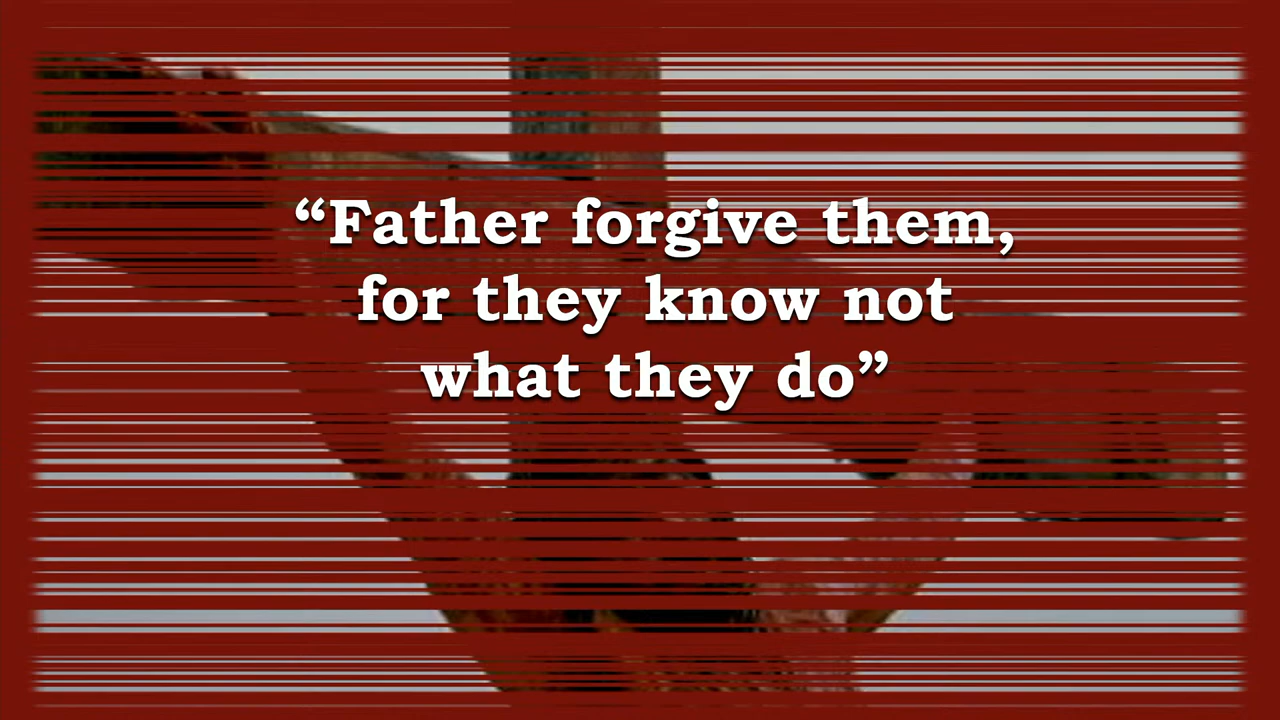 “Father forgive them,
for they know not
what they do”